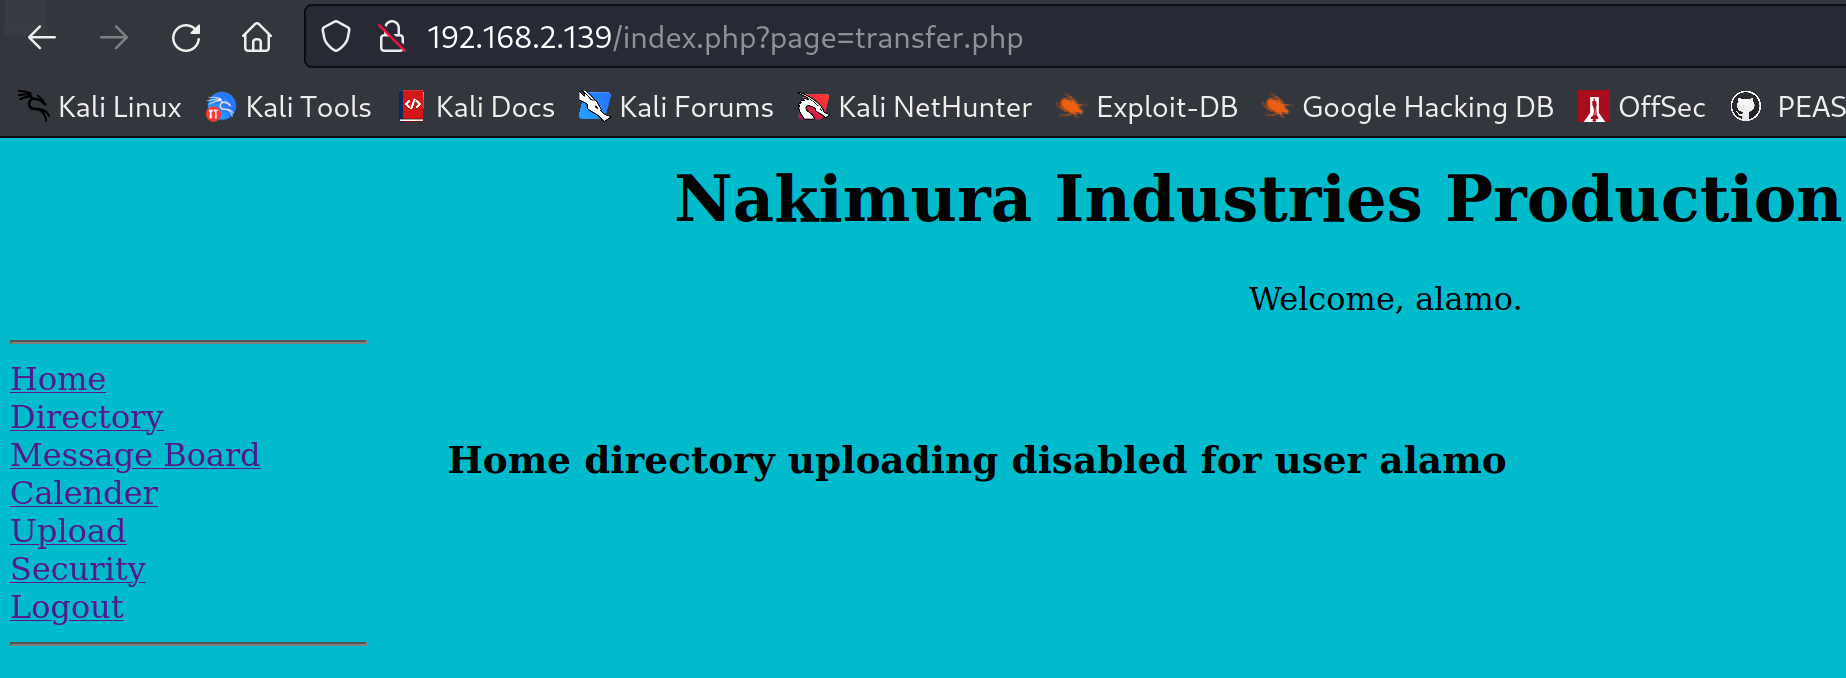 192.168.2.139/index.php?page=transfer.php
Kali Linux Kali Tools Kali Docs Kali Forums Kali NetHunter Exploit-DB Google Hacking DB OffSec PEAS
Nakimura Industries Production
Welcome, alamo.
Home
Directory
Message Board
Calender
Upload
Security
Logout
Home directory uploading disabled for user alamo